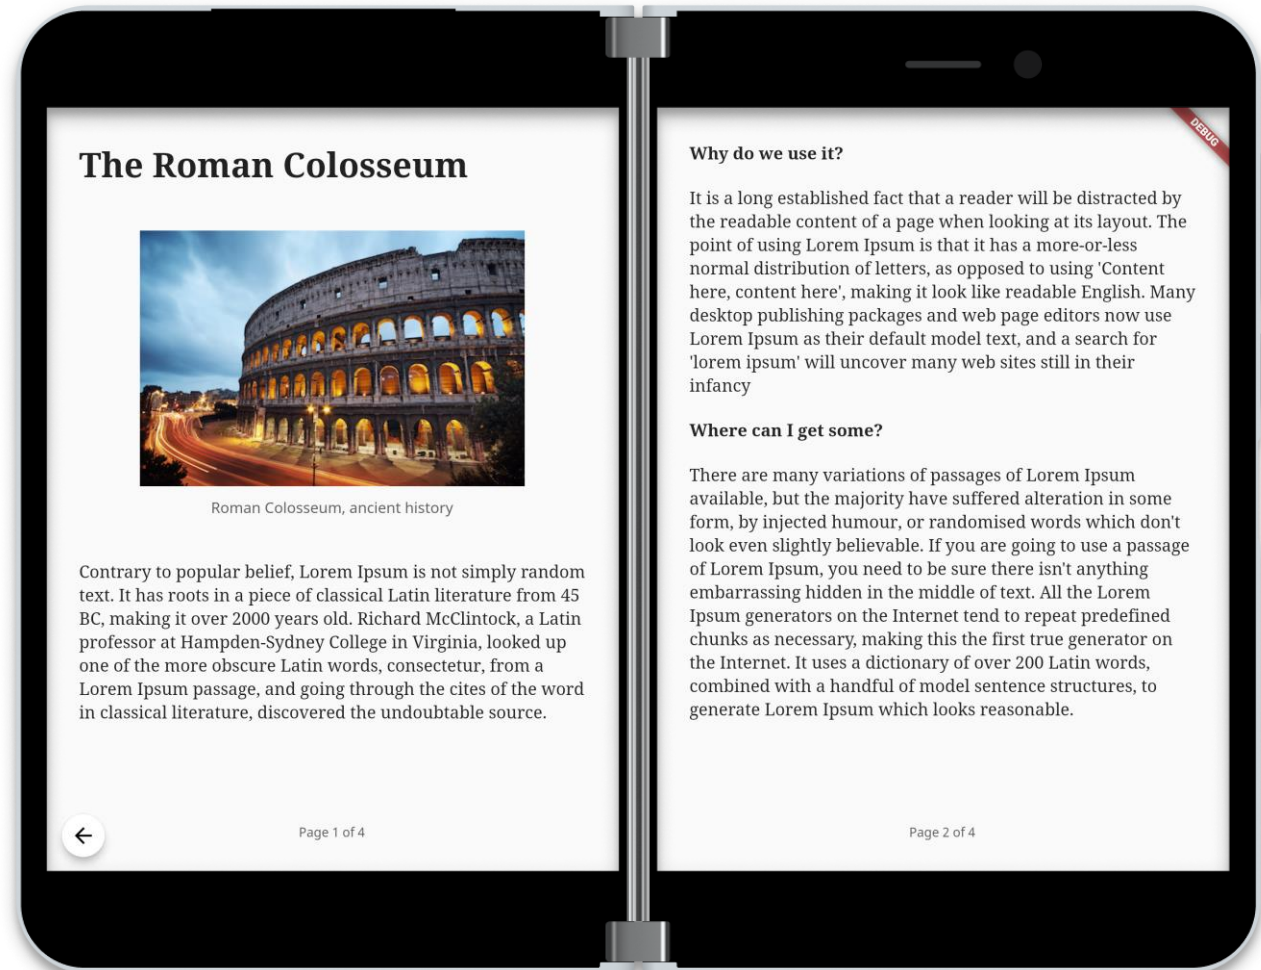 The Roman Colosseum
Roman Colosseum, ancient history
Contrary to popular belief, Lorem Ipsum is not simply random
text. It has roots in a piece of classical Latin literature from 45
BC, making it over 2000 years old. Richard McClintock, a Latin
professor at Hampden-Sydney College in Virginia, looked up
one of the more obscure Latin words, consectetur, from a
Lorem Ipsum passage, and going through the cites of the word
in classical literature, discovered the undoubtable source.
Page 1 of 4
DEBUG
Why do we use it?
It is a long established fact that a reader will be distracted by
the readable content of a page when looking at its layout. The
point of using Lorem Ipsum is that it has a more-or-less
normal distribution of letters, as opposed to using 'Content
here, content here', making it look like readable English. Many
desktop publishing packages and web page editors now use
Lorem Ipsum as their default model text, and a search for
'lorem ipsum' will uncover many web sites still in their
infancy
Where can I get some?
There are many variations of passages of Lorem Ipsum
available, but the majority have suffered alteration in some
form, by injected humour, or randomised words which don't
look even slightly believable. If you are going to use a passage
of Lorem Ipsum, you need to be sure there isn't anything
embarrassing hidden in the middle of text. All the Lorem
Ipsum generators on the Internet tend to repeat predefined
chunks as necessary, making this the first true generator on
the Internet. It uses a dictionary of over 200 Latin words,
combined with a handful of model sentence structures, to
generate Lorem Ipsum which looks reasonable.
Page 2 of 4